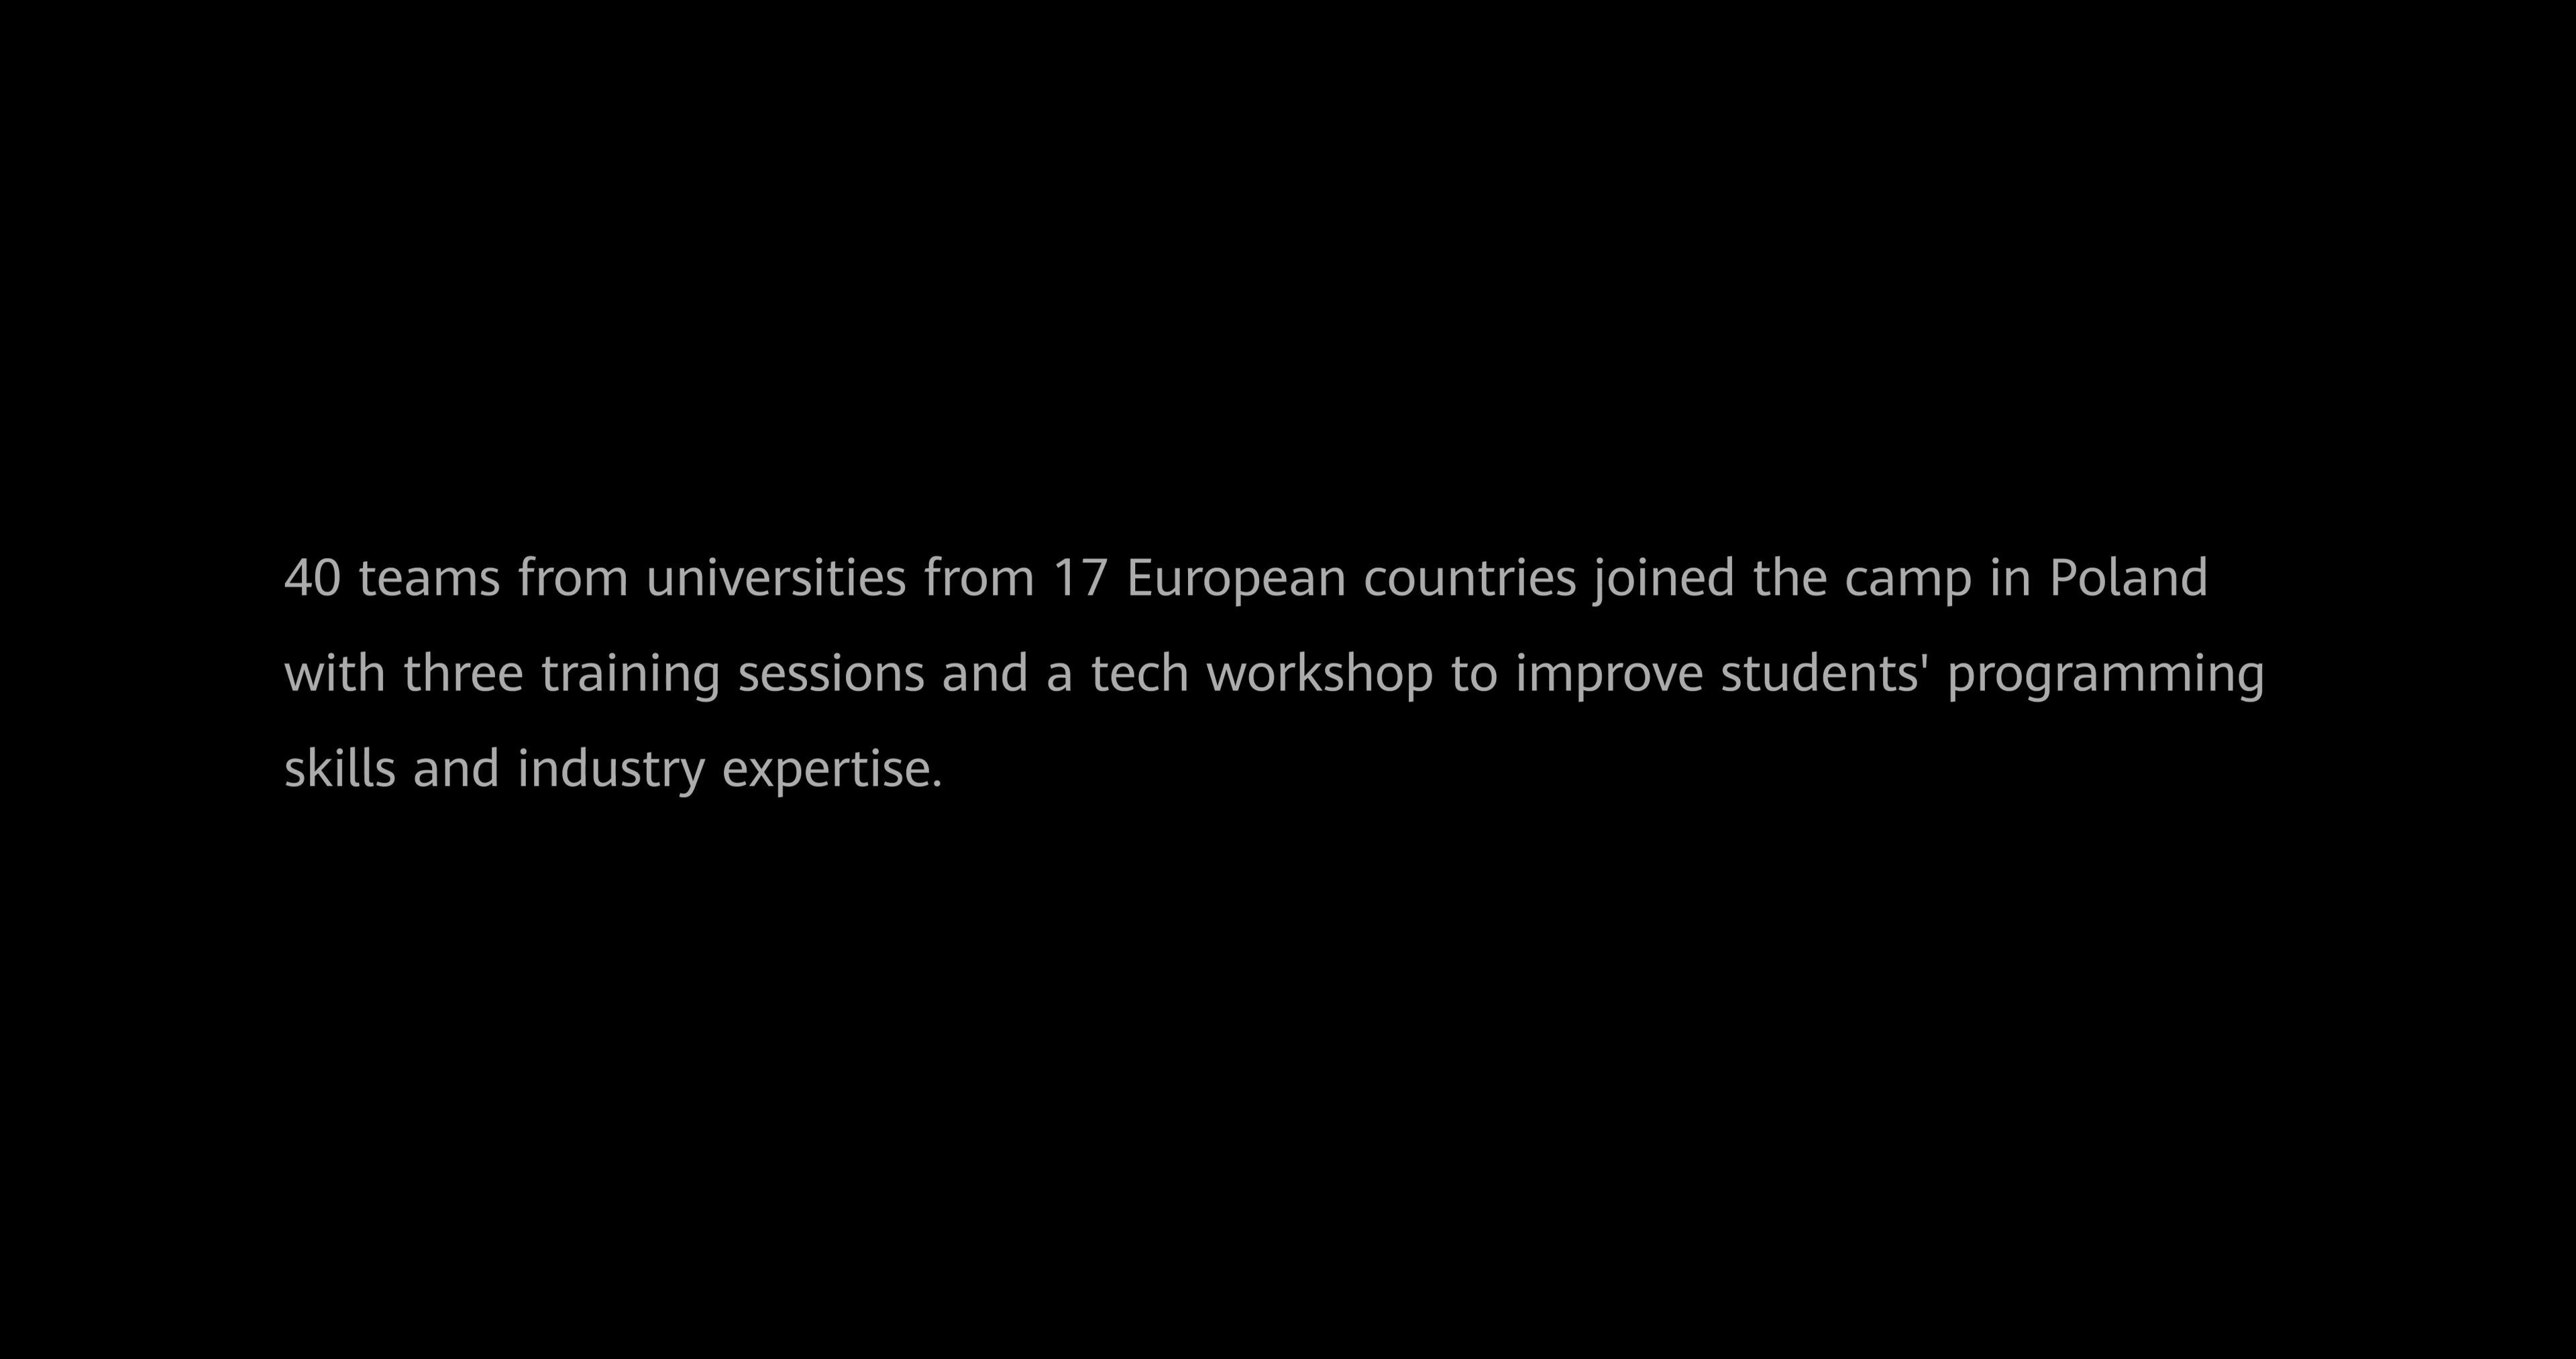 40 teams from universities from 17 European countries joined the camp in Poland
with three training sessions and a tech workshop to improve students' programming
skills and industry expertise.